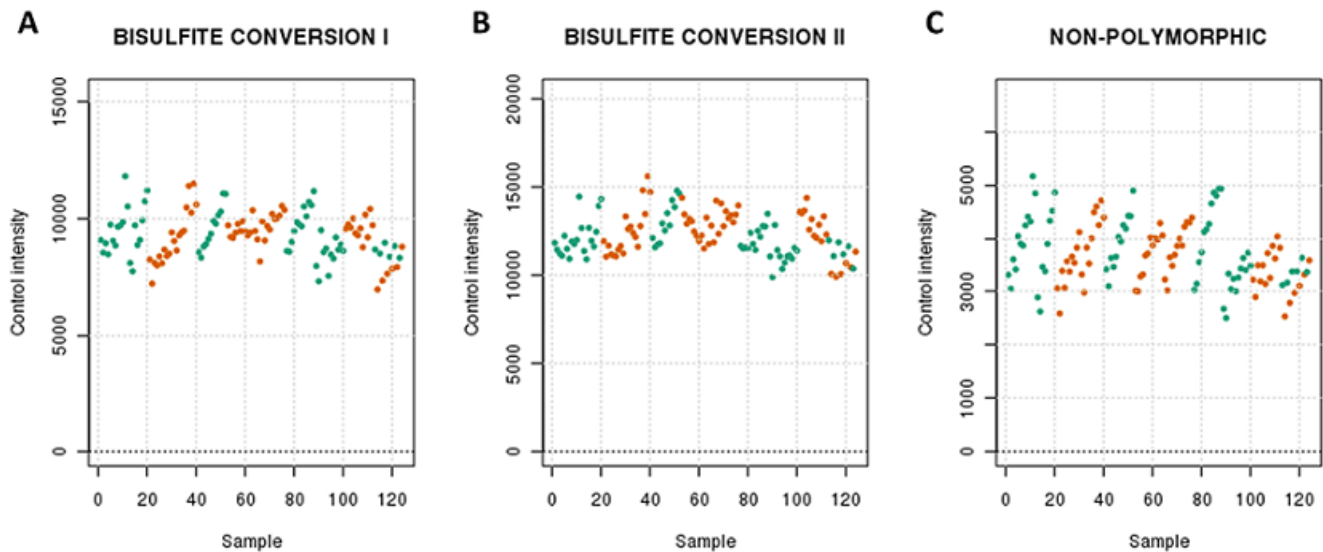 A BISULFITE CONVERSION I
15000
10000
5000
0
Control intensity
0 20 40 60 80 100 120
Sample
B BISULFITE CONVERSION II
20000
15000
10000
5000
0
Control intensity
0 20 40 60 80 100 120
Sample
C NON-POLYMORPHIC
5000
3000
1000
0
Control intensity
0 20 40 60 80 100 120
Sample